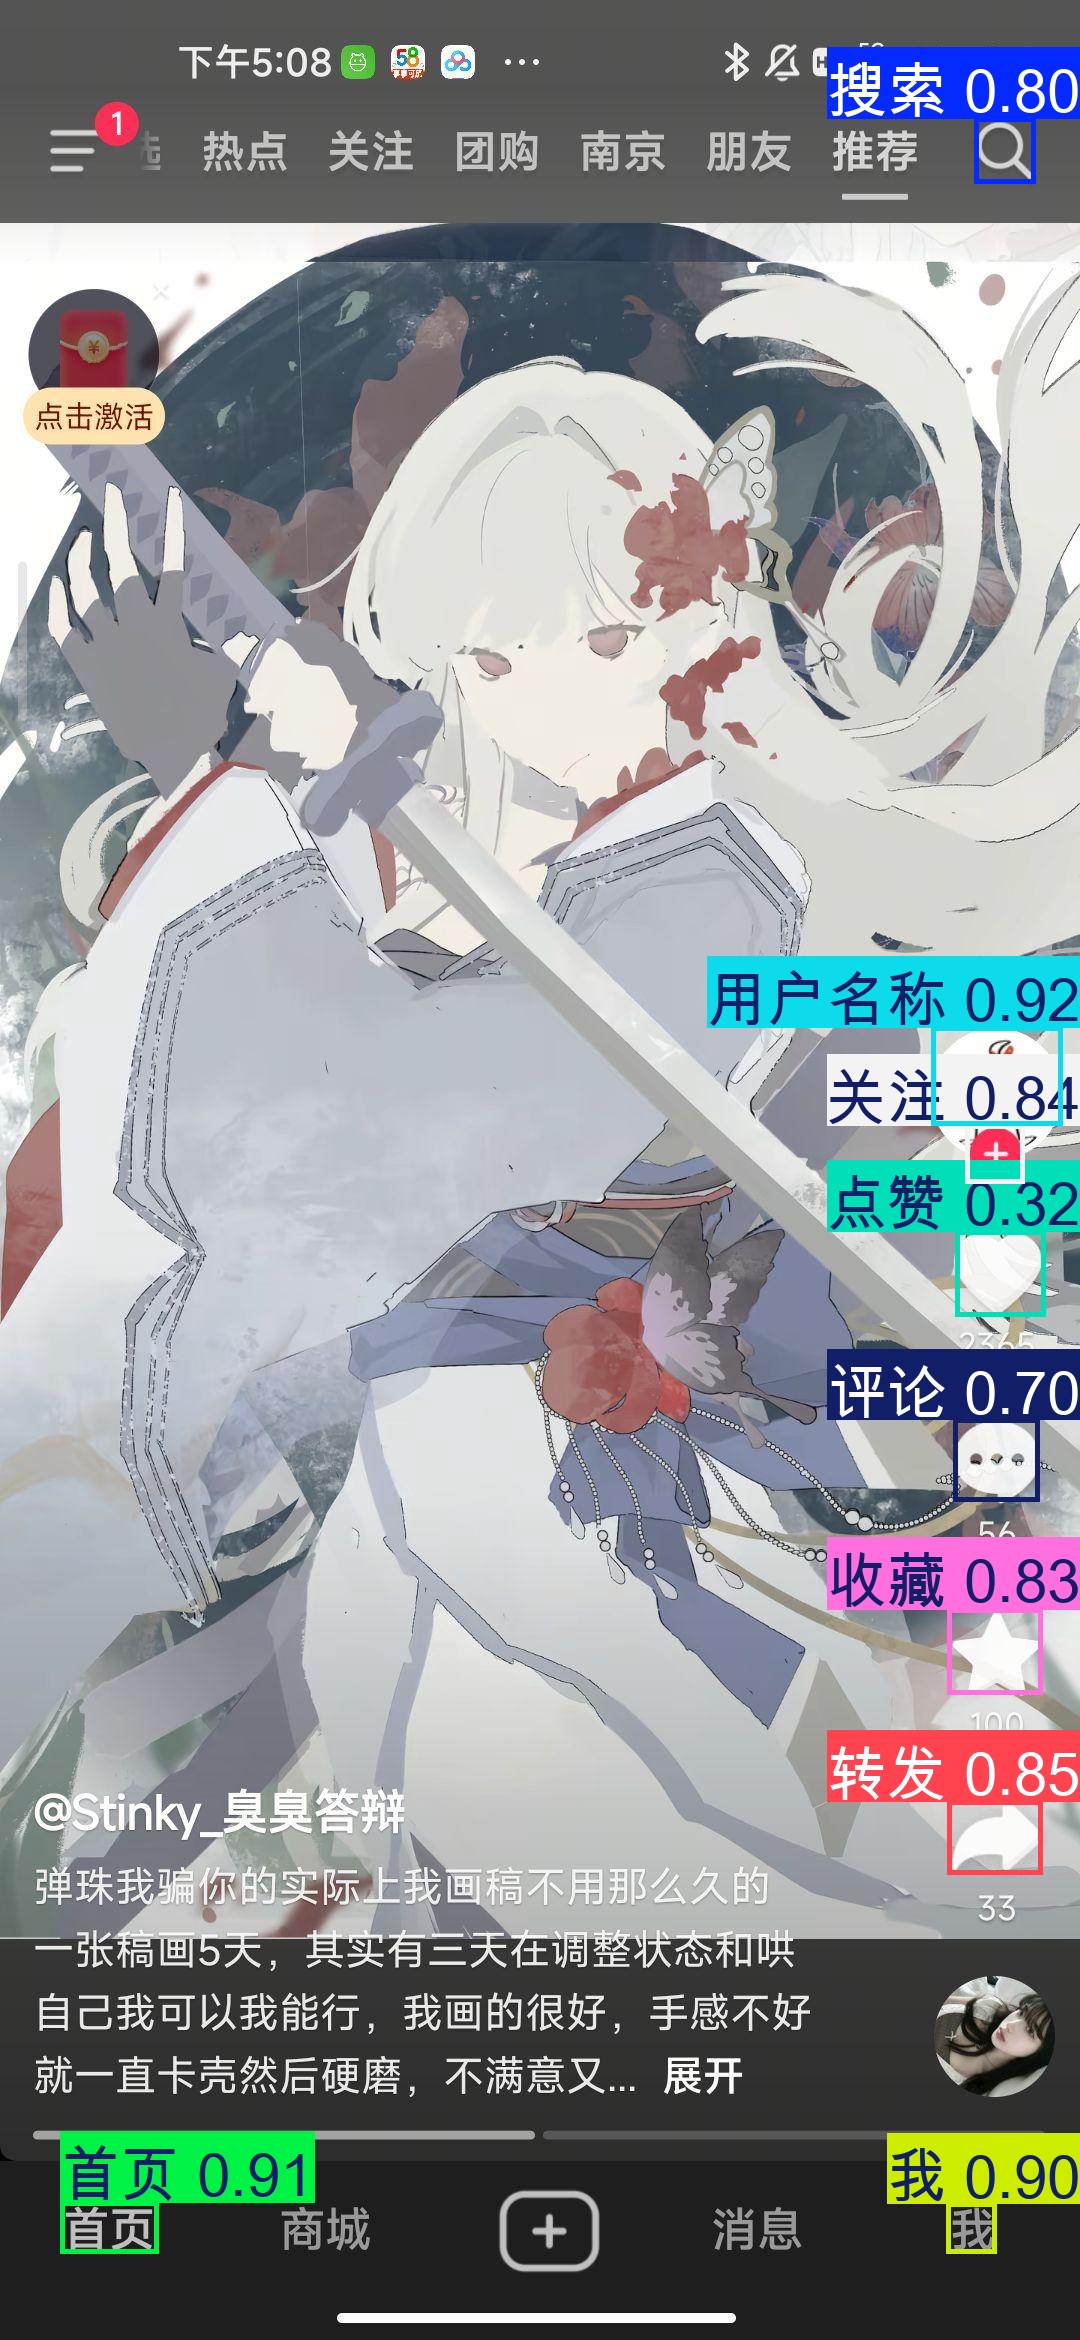 下午5:08
58
搜索 0.80
1
热点 关注 团购 南京 朋友 推荐
点击激活
用户名称 0.92
关注 0.84
点赞 0.32
2365
评论 0.70
56
收藏 0.83
100
转发 0.85
33
@Stinky_臭臭答辩
弹珠我骗你的实际上我画稿不用那么久的
一张稿画5天，其实有三天在调整状态和哄
自己我可以我能行，我画的很好，手感不好
就一直卡壳然后硬磨，不满意又... 展开
首页 0.91
我 0.90
首页 商城 消息 我